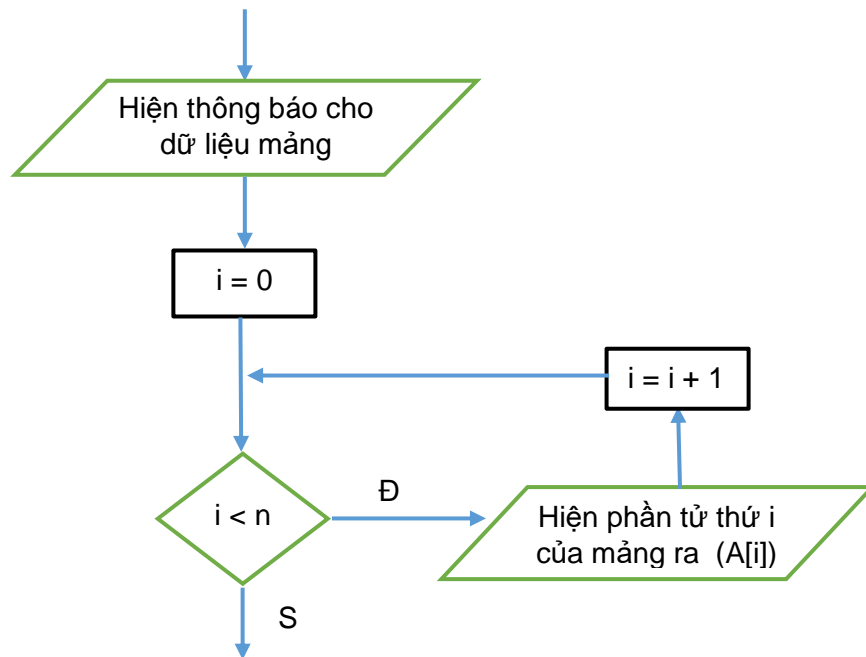 Hiện thông báo cho
dữ liệu mảng
i = 0
i = i + 1
i < n
Đ
Hiện phần tử thứ i
của mảng ra (A[i])
S